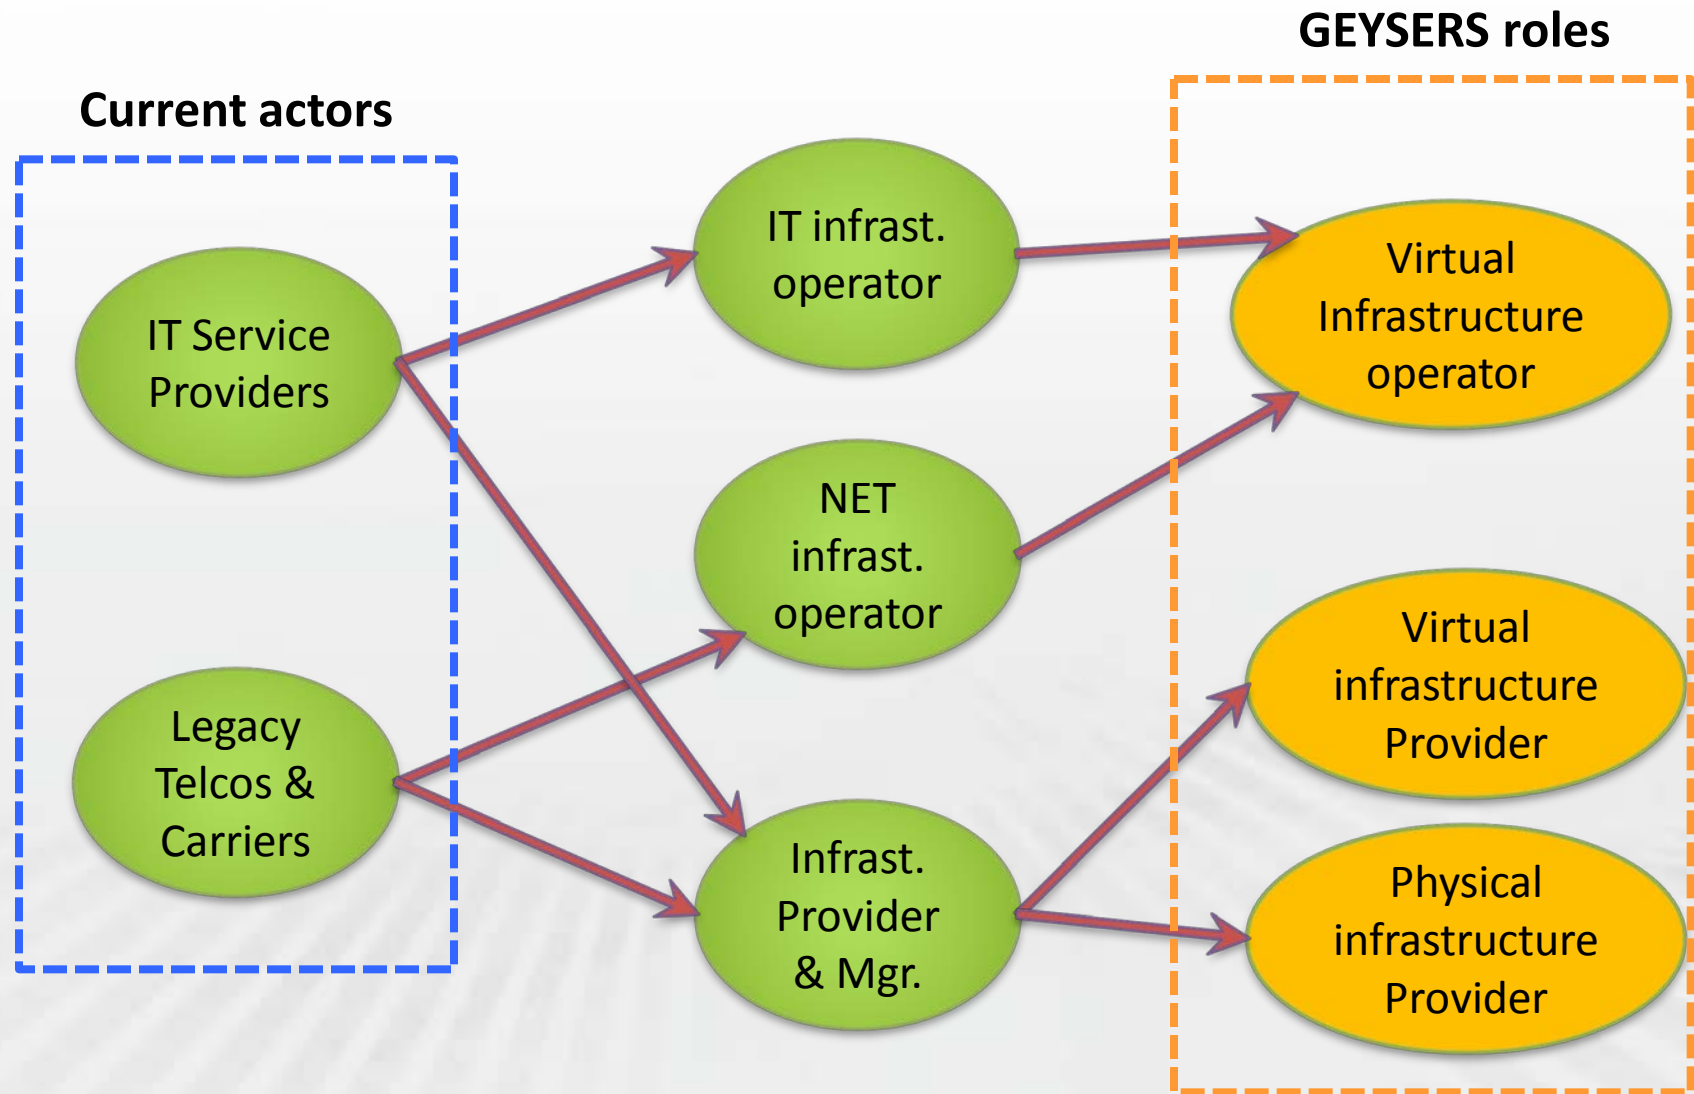 GEYSERS roles
Current actors
IT Service
Providers
Legacy
Telcos &
Carriers
IT infrast.
operator
NET
infrast.
operator
Infrast.
Provider
& Mgr.
Virtual
Infrastructure
operator
Virtual
infrastructure
Provider
Physical
infrastructure
Provider